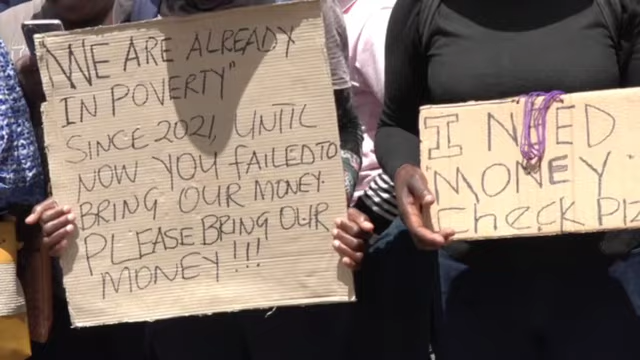 WE ARE ALREADY
IN POVERTY"
SINCE 2021, UNTIL
NOW YOU FAILED TO
BRING OUR MONEY.
PLEASE BRING OUR
MONEY!!!
I NEED
MONEY.
Check